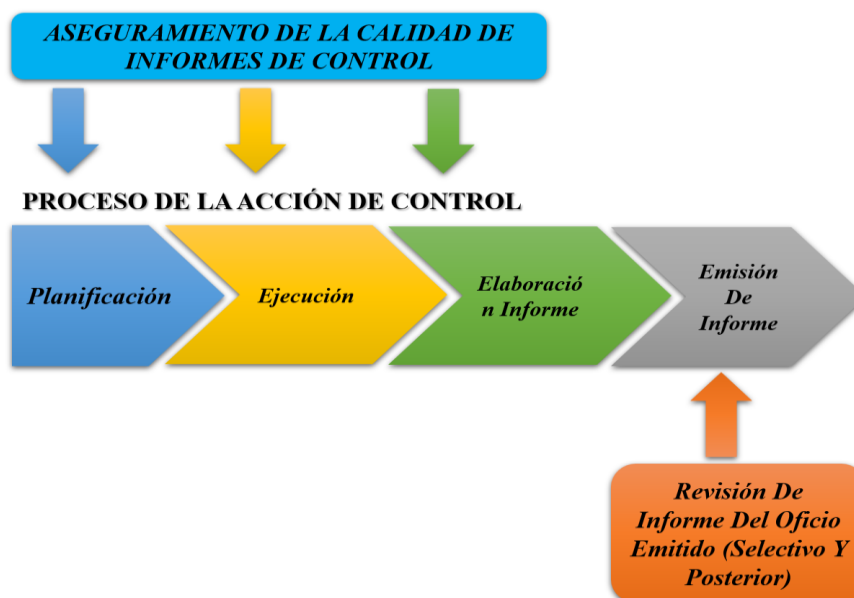 ASEGURAMIENTO DE LA CALIDAD DE
INFORMES DE CONTROL
PROCESO DE LA ACCIÓN DE CONTROL
Planificación
Ejecución
Elaboració
n Informe
Emisión
De
Informe
Revisión De
Informe Del Oficio
Emitido (Selectivo Y
Posterior)